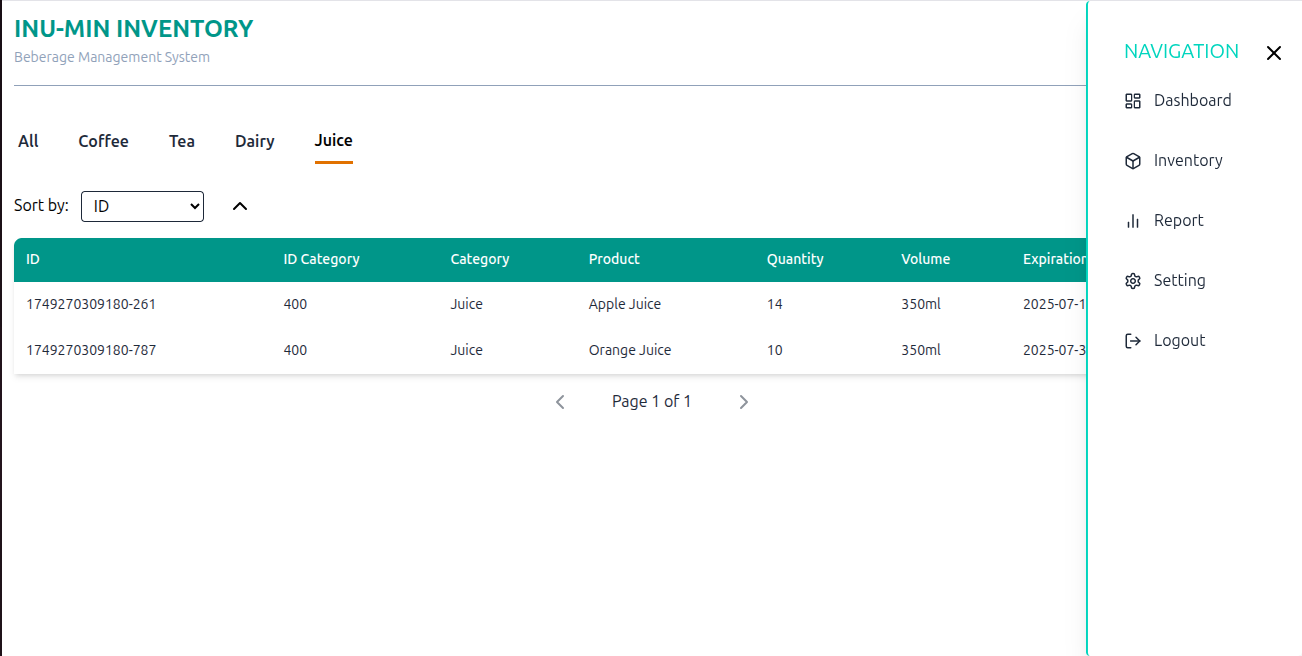 INU-MIN INVENTORY
Beberage Management System
All Coffee Tea Dairy Juice
Sort by: ID
ID ID Category Category Product Quantity Volume Expiration
1749270309180-261 400 Juice Apple Juice 14 350ml 2025-07-1
1749270309180-787 400 Juice Orange Juice 10 350ml 2025-07-3
Page 1 of 1
NAVIGATION
Dashboard
Inventory
Report
Setting
Logout